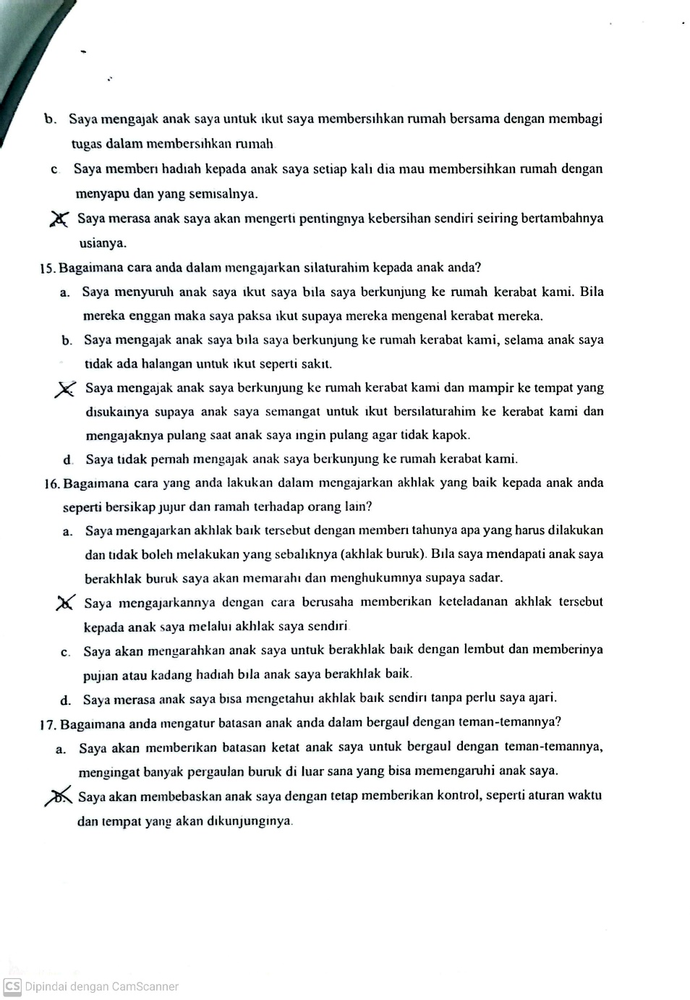 b. Saya mengajak anak saya untuk ikut saya membersihkan rumah bersama dengan membagi
tugas dalam membersihkan rumah
c Saya memberi hadiah kepada anak saya setiap kali dia mau membersihkan rumah dengan
menyapu dan yang semisalnya.
Saya merasa anak saya akan mengerti pentingnya kebersihan sendiri seiring bertambahnya
usianya.
15. Bagaimana cara anda dalam mengajarkan silaturahim kepada anak anda?
a. Saya menyuruh anak saya ikut saya bila saya berkunjung ke rumah kerabat kami. Bila
mereka enggan maka saya paksa ikut supaya mereka mengenal kerabat mereka.
b. Saya mengajak anak saya bila saya berkunjung ke rumah kerabat kami, selama anak saya
tidak ada halangan untuk ikut seperti sakit.
Saya mengajak anak saya berkunjung ke rumah kerabat kami dan mampir ke tempat yang
disukainya supaya anak saya semangat untuk ikut bersilaturahim ke kerabat kami dan
mengajaknya pulang saat anak saya ingin pulang agar tidak kapok.
d Saya tidak pernah mengajak anak saya berkunjung ke rumah kerabat kami.
16. Bagaimana cara yang anda lakukan dalam mengajarkan akhlak yang baik kepada anak anda
seperti bersikap jujur dan ramah terhadap orang lain?
a. Saya mengajarkan akhlak baik tersebut dengan memberi tahunya apa yang harus dilakukan
dan tidak boleh melakukan yang sebaliknya (akhlak buruk). Bila saya mendapati anak saya
berakhlak buruk saya akan memarahi dan menghukumnya supaya sadar.
Saya mengajarkannya dengan cara berusaha memberikan keteladanan akhlak tersebut
kepada anak saya melalui akhlak saya sendiri
c. Saya akan mengarahkan anak saya untuk berakhlak baik dengan lembut dan memberinya
pujian atau kadang hadiah bila anak saya berakhlak baik.
d. Saya merasa anak saya bisa mengetahui akhlak baik sendiri tanpa perlu saya ajari.
17. Bagaimana anda mengatur batasan anak anda dalam bergaul dengan teman-temannya?
a. Saya akan memberikan batasan ketat anak saya untuk bergaul dengan teman-temannya,
mengingat banyak pergaulan buruk di luar sana yang bisa memengaruhi anak saya.
b. Saya akan membebaskan anak saya dengan tetap memberikan kontrol, seperti aturan waktu
dan tempat yang akan dikunjunginya.
CS Dipindai dengan CamScanner